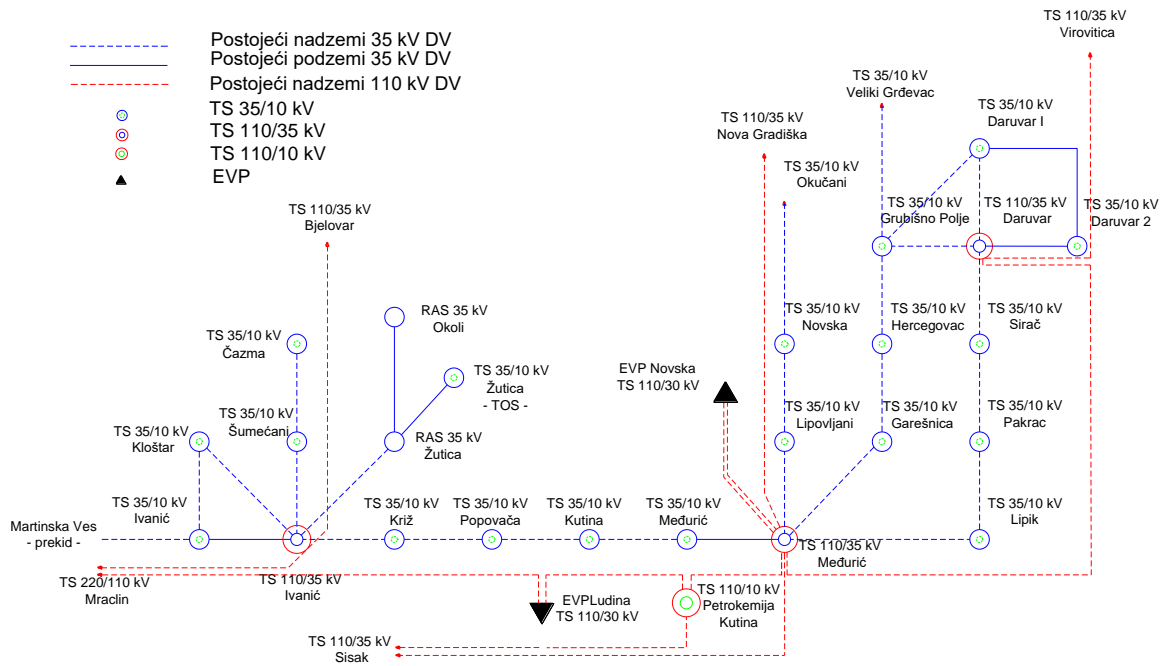 Postojeći nadzemi 35 kV DV
Postojeći podzemi 35 kV DV
Postojeći nadzemi 110 kV DV
TS 35/10 kV
TS 110/35 kV
TS 110/10 kV
EVP
TS 110/35 kV
Virovitica
TS 35/10 kV
Veliki Grđevac
TS 35/10 kV
Daruvar I
TS 110/35 kV
Nova Gradiška
TS 35/10 kV
Okučani
TS 35/10 kV
Grubišno Polje
TS 110/35 kV
Daruvar
TS 35/10 kV
Daruvar 2
TS 110/35 kV
Bjelovar
RAS 35 kV
Okoli
TS 35/10 kV
Čazma
TS 35/10 kV
Žutica
- TOS -
EVP Novska
TS 110/30 kV
TS 35/10 kV
Novska
TS 35/10 kV
Hercegovac
TS 35/10 kV
Sirač
TS 35/10 kV
Kloštar
TS 35/10 kV
Šumećani
RAS 35 kV
Žutica
TS 35/10 kV
Lipovljani
TS 35/10 kV
Garešnica
TS 35/10 kV
Pakrac
Martinska Ves
- prekid -
TS 35/10 kV
Ivanić
TS 35/10 kV
Križ
TS 35/10 kV
Popovača
TS 35/10 kV
Kutina
TS 35/10 kV
Međurić
TS 110/35 kV
Međurić
TS 35/10 kV
Lipik
TS 220/110 kV
Mraclin
TS 110/35 kV
Ivanić
EVPLudina
TS 110/30 kV
TS 110/10 kV
Petrokemija
Kutina
TS 110/35 kV
Sisak